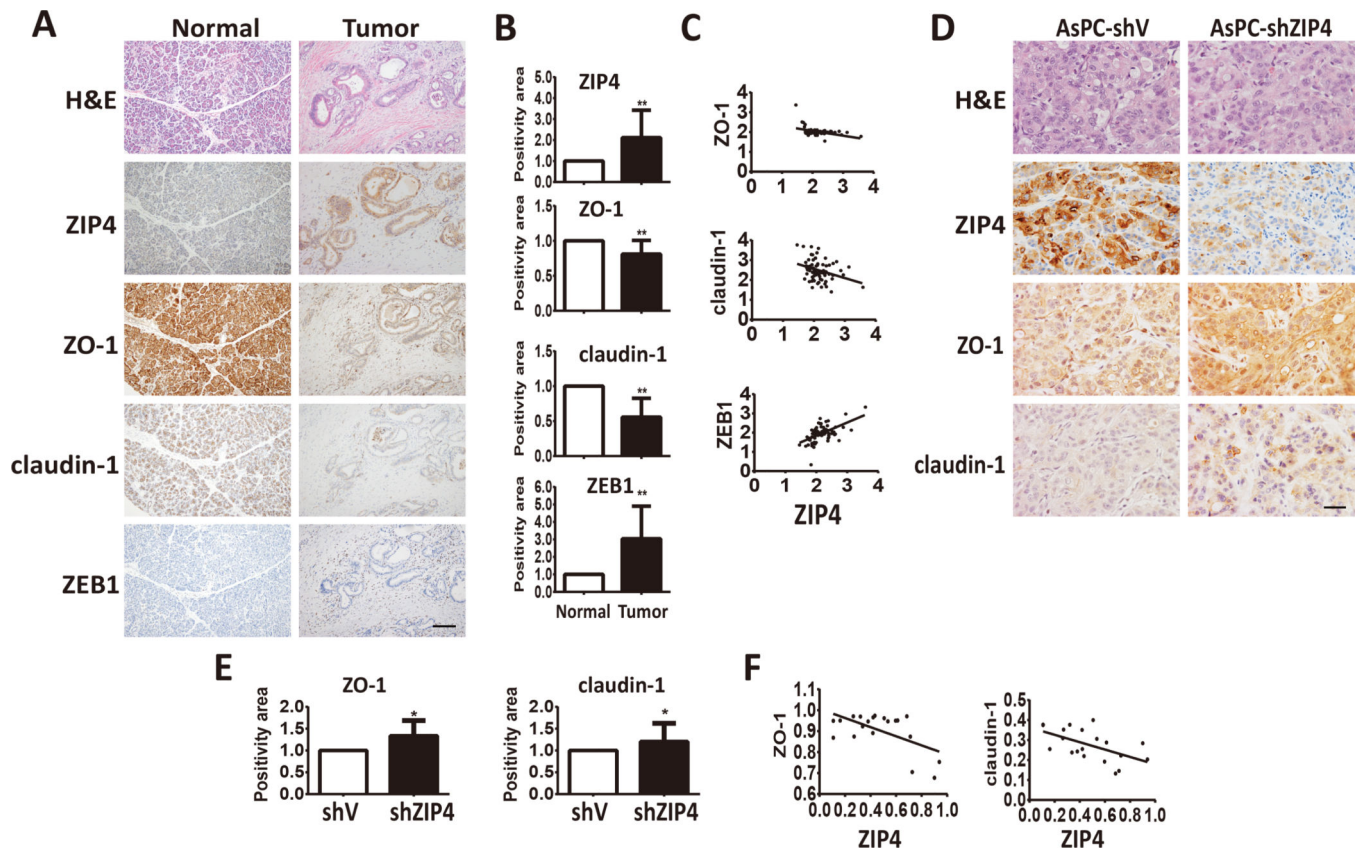 A
Normal
Tumor
H&E
ZIP4
ZO-1
claudin-1
ZEB1
B
ZIP4
Positivity area
5.0
4.0
3.0
2.0
1.0
0.0
**
ZO-1
Positivity area
1.5
1.0
0.5
0.0
**
claudin-1
Positivity area
1.5
1.0
0.5
0.0
**
ZEB1
Positivity area
6.0
5.0
4.0
3.0
2.0
1.0
0.0
**
Normal Tumor
C
ZO-1
4
3
2
1
0
0 1 2 3 4
claudin-1
4
3
2
1
0
0 1 2 3 4
ZEB1
4
3
2
1
0
0 1 2 3 4
ZIP4
D
AsPC-shV
AsPC-shZIP4
H&E
ZIP4
ZO-1
claudin-1
E
ZO-1
Positivity area
2.0
1.5
1.0
0.5
0.0
*
shV shZIP4
claudin-1
Positivity area
2.0
1.5
1.0
0.5
0.0
*
shV shZIP4
F
ZO-1
1.1
1.0
0.9
0.8
0.7
0.6
0.0 0.2 0.4 0.6 0.8 1.0
ZIP4
claudin-1
0.5
0.4
0.3
0.2
0.1
0.0
0.0 0.2 0.4 0.6 0.8 1.0
ZIP4